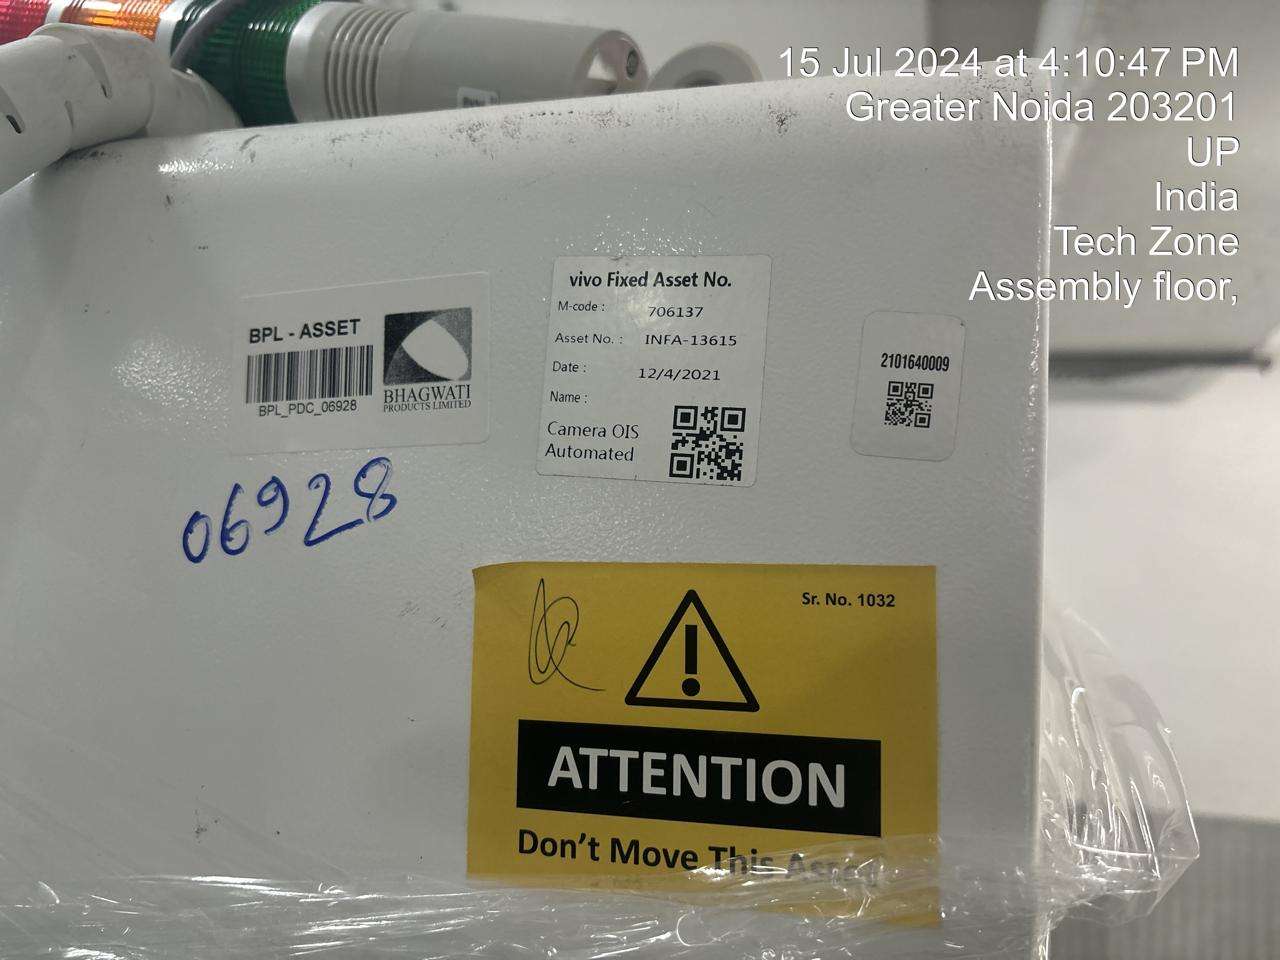 15 Jul 2024 at 4:10:47 PM
Greater Noida 203201
UP
India
Tech Zone
Assembly floor,
BPL - ASSET
BPL_PDC_06928
BHAGWATI
PRODUCTS LIMITED
vivo Fixed Asset No.
M-code : 706137
Asset No. : INFA-13615
Date : 12/4/2021
Name :
Camera OIS
Automated
2101640009
06928
Sr. No. 1032
ATTENTION
Don't Move This Asset